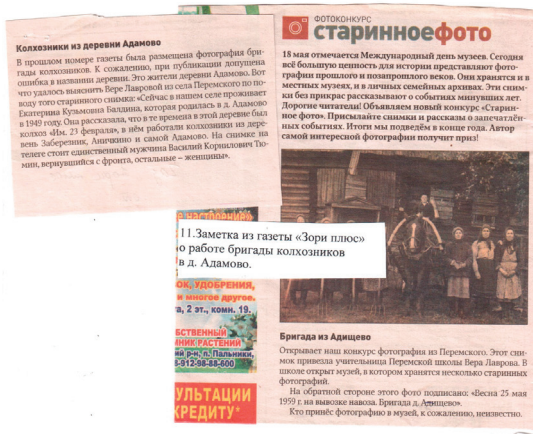 Колхозники из деревни Адамово
В прошлом номере газеты была размещена фотография бри-
гады колхозников. К сожалению, при публикации допущена
ошибка в названии деревни. Это жители деревни Адамово. Вот
что удалось выяснить Вере Лавровой из села Перемского по по-
воду того старинного снимка: «Сейчас в нашем селе проживает
Екатерина Кузьмовна Балдина, которая родилась в д. Адамово
в 1949 году. Она рассказала, что в те времена в этой деревне был
колхоз «Им. 23 февраля», в нём работали колхозники из дере-
вень Заберезник, Аничкино и самой Адамово. На снимке на
телеге стоит единственный мужчина Василий Корнилович Тю-
мин, вернувшийся с фронта, остальные – женщины».
ФОТОКОНКУРС
старинноефото
18 мая отмечается Международный день музеев. Сегодня
всё большую ценность для истории представляют фото-
графии прошлого и позапрошлого веков. Они хранятся и в
местных музеях, и в личных семейных архивах. Эти сним-
ки без прикрас рассказывают о событиях минувших лет.
Дорогие читатели! Объявляем новый конкурс «Старин-
ное фото». Присылайте снимки и рассказы о запечатлён-
ных событиях. Итоги мы подведём в конце года. Автор
самой интересной фотографии получит приз!
е настроение»
11.Заметка из газеты «Зори плюс»
о работе бригады колхозников
в д. Адамово.
ОК, УДОБРЕНИЯ,
и многое другое.
а, 2 эт., комн. 19.
БСТВЕННЫЙ
МНИК РАСТЕНИЙ
ий р-н, п. Пальники,
8-912-98-88-600
УЛЬТАЦИИ
КРЕДИТУ*
Бригада из Адищево
Открывает наш конкурс фотография из Перемского. Этот сни-
мок привезла учительница Перемской школы Вера Лаврова. В
школе открыт музей, в котором хранятся несколько старинных
фотографий.
На обратной стороне этого фото подписано: «Весна 25 мая
1959 г. на вывозке навоза. Бригада д. Адищево».
Кто принёс фотографию в музей, к сожалению, неизвестно.